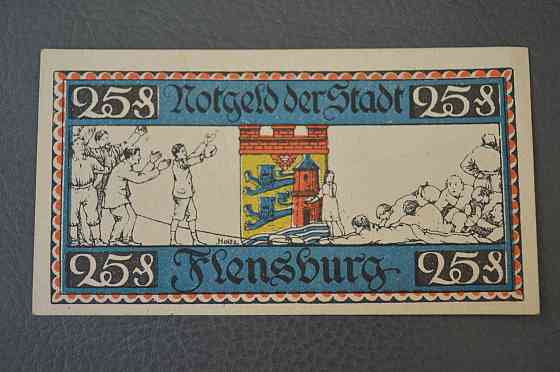 25₰ Notgeld der Stadt 25₰
Holtz.
25₰ Flensburg 25₰